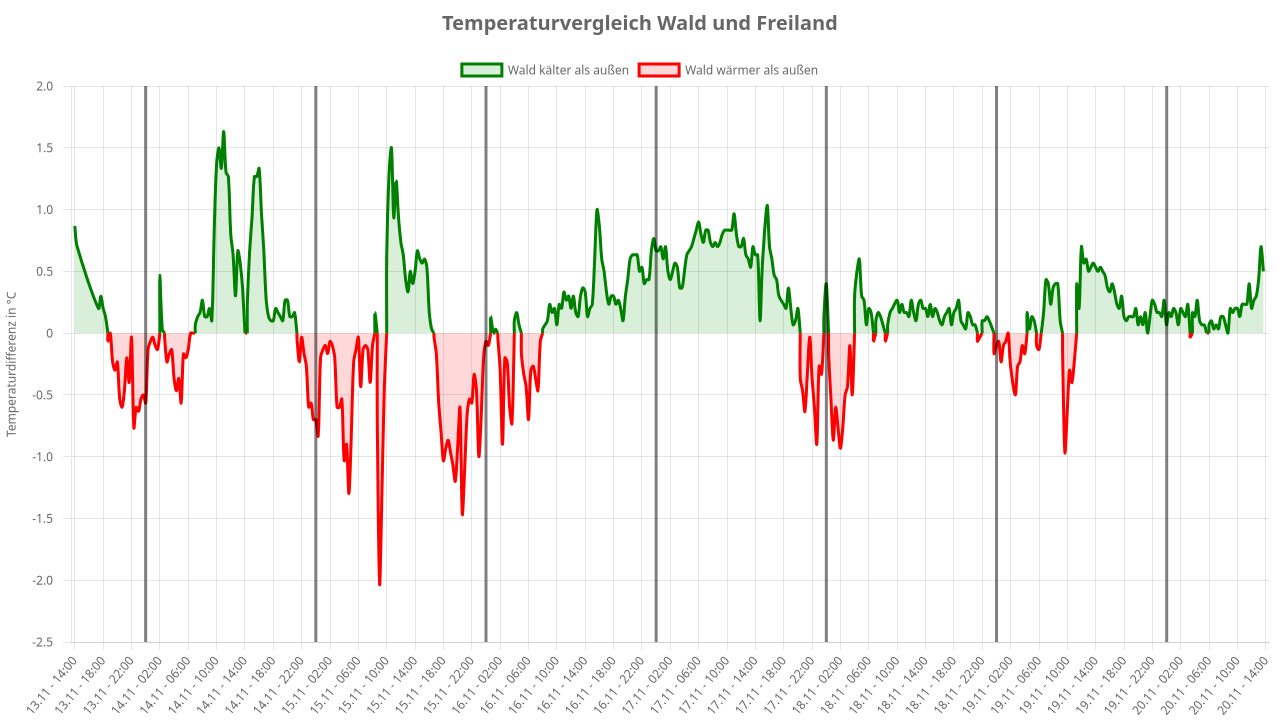 Temperaturvergleich Wald und Freiland
Wald kälter als außen
Wald wärmer als außen
Temperaturdifferenz in °C
2.0
1.5
1.0
0.5
0
-0.5
-1.0
-1.5
-2.0
-2.5
13.11 - 14:00
13.11 - 18:00
13.11 - 22:00
14.11 - 02:00
14.11 - 06:00
14.11 - 10:00
14.11 - 14:00
14.11 - 18:00
14.11 - 22:00
15.11 - 02:00
15.11 - 06:00
15.11 - 10:00
15.11 - 14:00
15.11 - 18:00
15.11 - 22:00
16.11 - 02:00
16.11 - 06:00
16.11 - 10:00
16.11 - 14:00
16.11 - 18:00
16.11 - 22:00
17.11 - 02:00
17.11 - 06:00
17.11 - 10:00
17.11 - 14:00
17.11 - 18:00
17.11 - 22:00
18.11 - 02:00
18.11 - 06:00
18.11 - 10:00
18.11 - 14:00
18.11 - 18:00
18.11 - 22:00
19.11 - 02:00
19.11 - 06:00
19.11 - 10:00
19.11 - 14:00
19.11 - 18:00
19.11 - 22:00
20.11 - 02:00
20.11 - 06:00
20.11 - 10:00
20.11 - 14:00